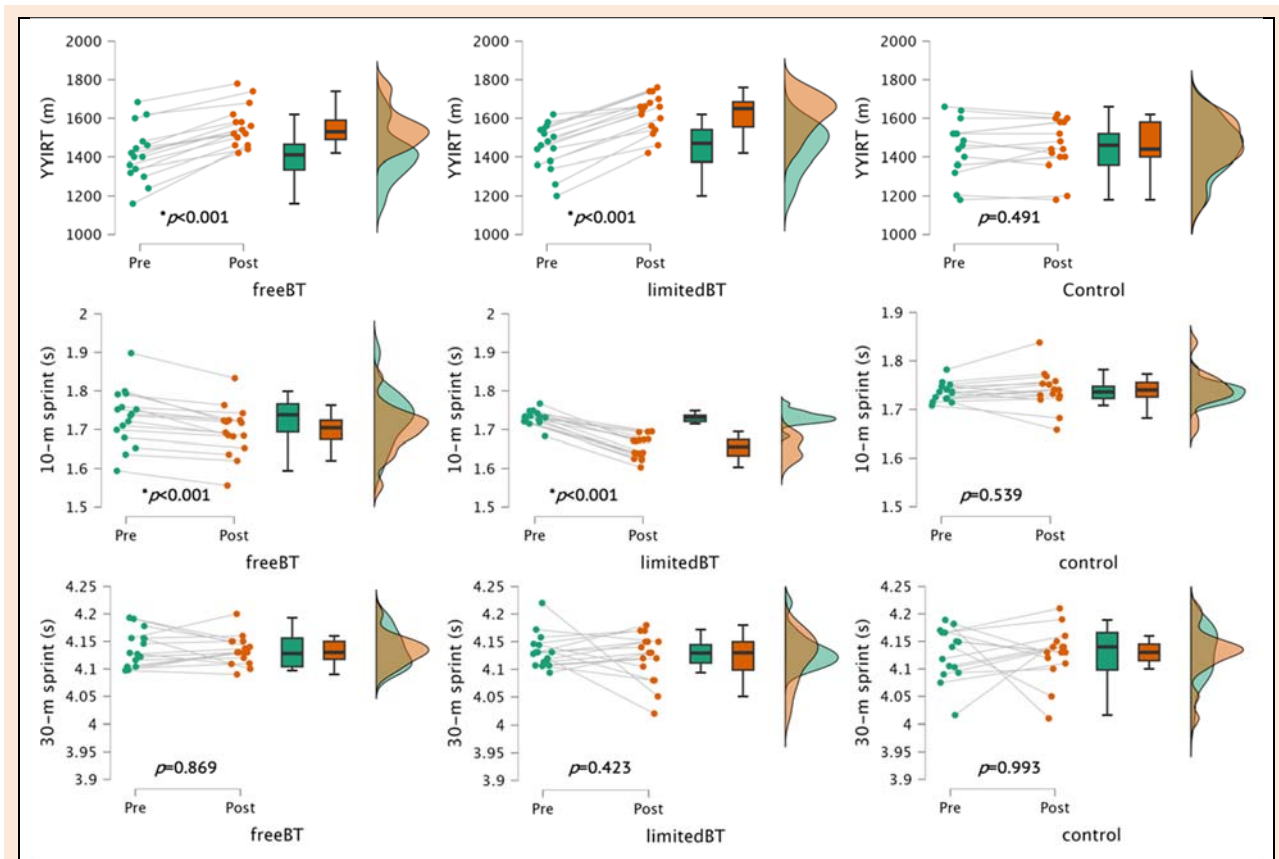 2000
1800
1600
1400
1200
1000
YYIRT (m)
*p<0.001
Pre
Post
freeBT
2000
1800
1600
1400
1200
1000
YYIRT (m)
*p<0.001
Pre
Post
limitedBT
2000
1800
1600
1400
1200
1000
YYIRT (m)
p=0.491
Pre
Post
Control
2
1.9
1.8
1.7
1.6
1.5
10-m sprint (s)
*p<0.001
Pre
Post
freeBT
2
1.9
1.8
1.7
1.6
1.5
10-m sprint (s)
*p<0.001
Pre
Post
limitedBT
1.9
1.8
1.7
1.6
1.5
10-m sprint (s)
p=0.539
Pre
Post
control
4.25
4.2
4.15
4.1
4.05
4
3.95
3.9
30-m sprint (s)
p=0.869
Pre
Post
freeBT
4.25
4.2
4.15
4.1
4.05
4
3.95
3.9
30-m sprint (s)
p=0.423
Pre
Post
limitedBT
4.25
4.2
4.15
4.1
4.05
4
3.95
3.9
30-m sprint (s)
p=0.993
Pre
Post
control